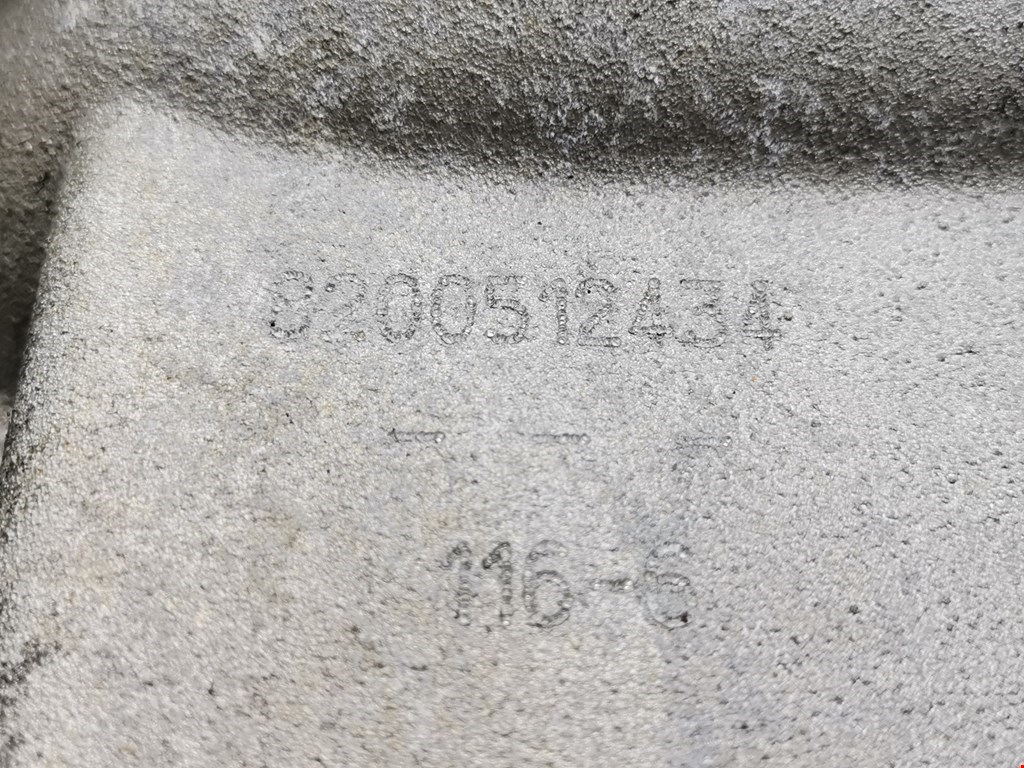 8200512434
— — —
116-6